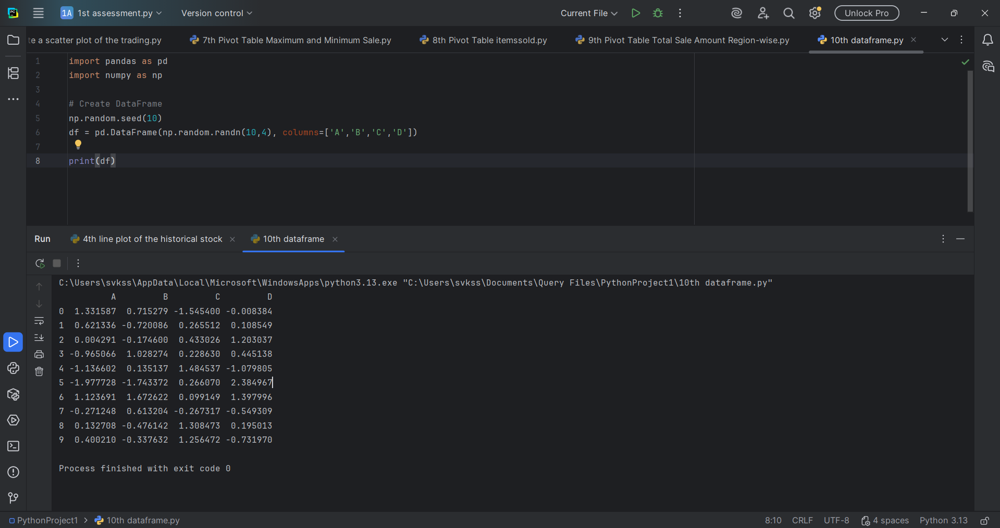 PC 1A 1st assessment.py Version control Current File Unlock Pro
te a scatter plot of the trading.py 7th Pivot Table Maximum and Minimum Sale.py 8th Pivot Table itemssold.py 9th Pivot Table Total Sale Amount Region-wise.py 10th dataframe.py
1 import pandas as pd
2 import numpy as np
3
4 # Create DataFrame
5 np.random.seed(10)
6 df = pd.DataFrame(np.random.randn(10,4), columns=['A','B','C','D'])
7
8 print(df)
Run 4th line plot of the historical stock 10th dataframe
C:\Users\svkss\AppData\Local\Microsoft\WindowsApps\python3.13.exe "C:\Users\svkss\Documents\Query Files\PythonProject1\10th dataframe.py"
A B C D
0 1.331587 0.715279 -1.545400 -0.008384
1 0.621336 -0.720086 0.265512 0.108549
2 0.004291 -0.174600 0.433026 1.203037
3 -0.965066 1.028274 0.228630 0.445138
4 -1.136602 0.135137 1.484537 -1.079805
5 -1.977728 -1.743372 0.266070 2.384967
6 1.123691 1.672622 0.099149 1.397996
7 -0.271248 0.613204 -0.267317 -0.549309
8 0.132708 -0.476142 1.308473 0.195013
9 0.400210 -0.337632 1.256472 -0.731970
Process finished with exit code 0
PythonProject1 > 10th dataframe.py 8:10 CRLF UTF-8 4 spaces Python 3.13